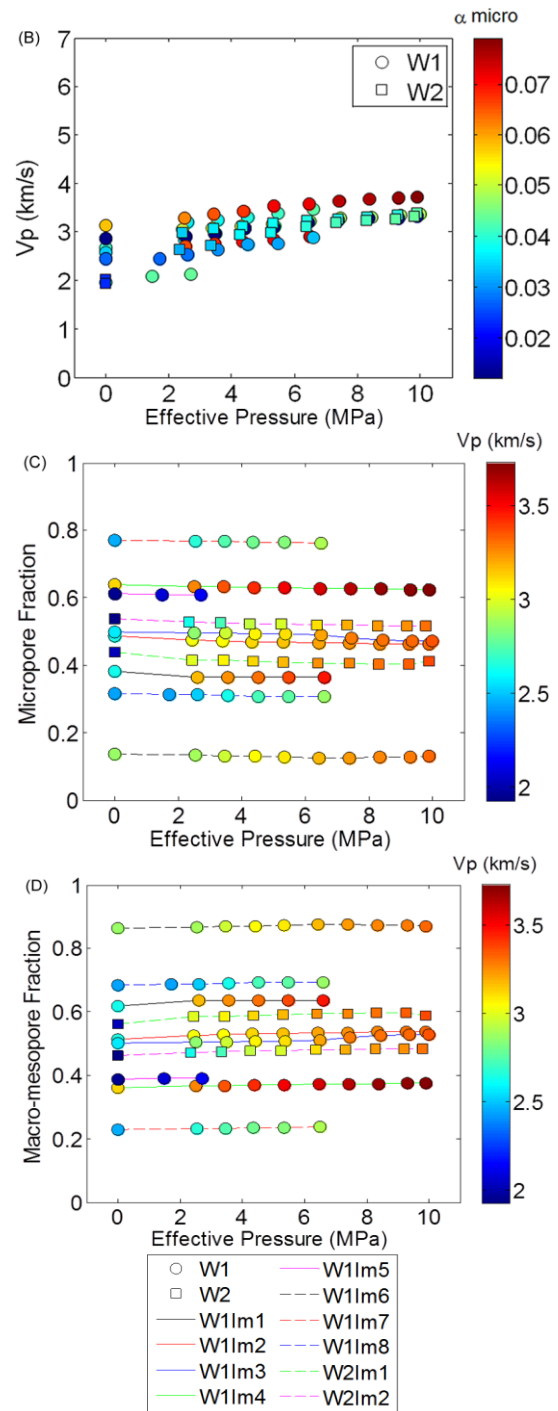 (B)
α micro
7
6
5
4
3
2
1
0
Vp (km/s)
W1
W2
0.07
0.06
0.05
0.04
0.03
0.02
0 2 4 6 8 10
Effective Pressure (MPa)
(C)
Vp (km/s)
1
0.8
0.6
0.4
0.2
0
Micropore Fraction
3.5
3
2.5
2
0 2 4 6 8 10
Effective Pressure (MPa)
(D)
Vp (km/s)
1
0.8
0.6
0.4
0.2
0
Macro-mesopore Fraction
3.5
3
2.5
2
0 2 4 6 8 10
Effective Pressure (MPa)
W1
W2
W1lm1
W1lm2
W1lm3
W1lm4
W1lm5
W1lm6
W1lm7
W1lm8
W2lm1
W2lm2